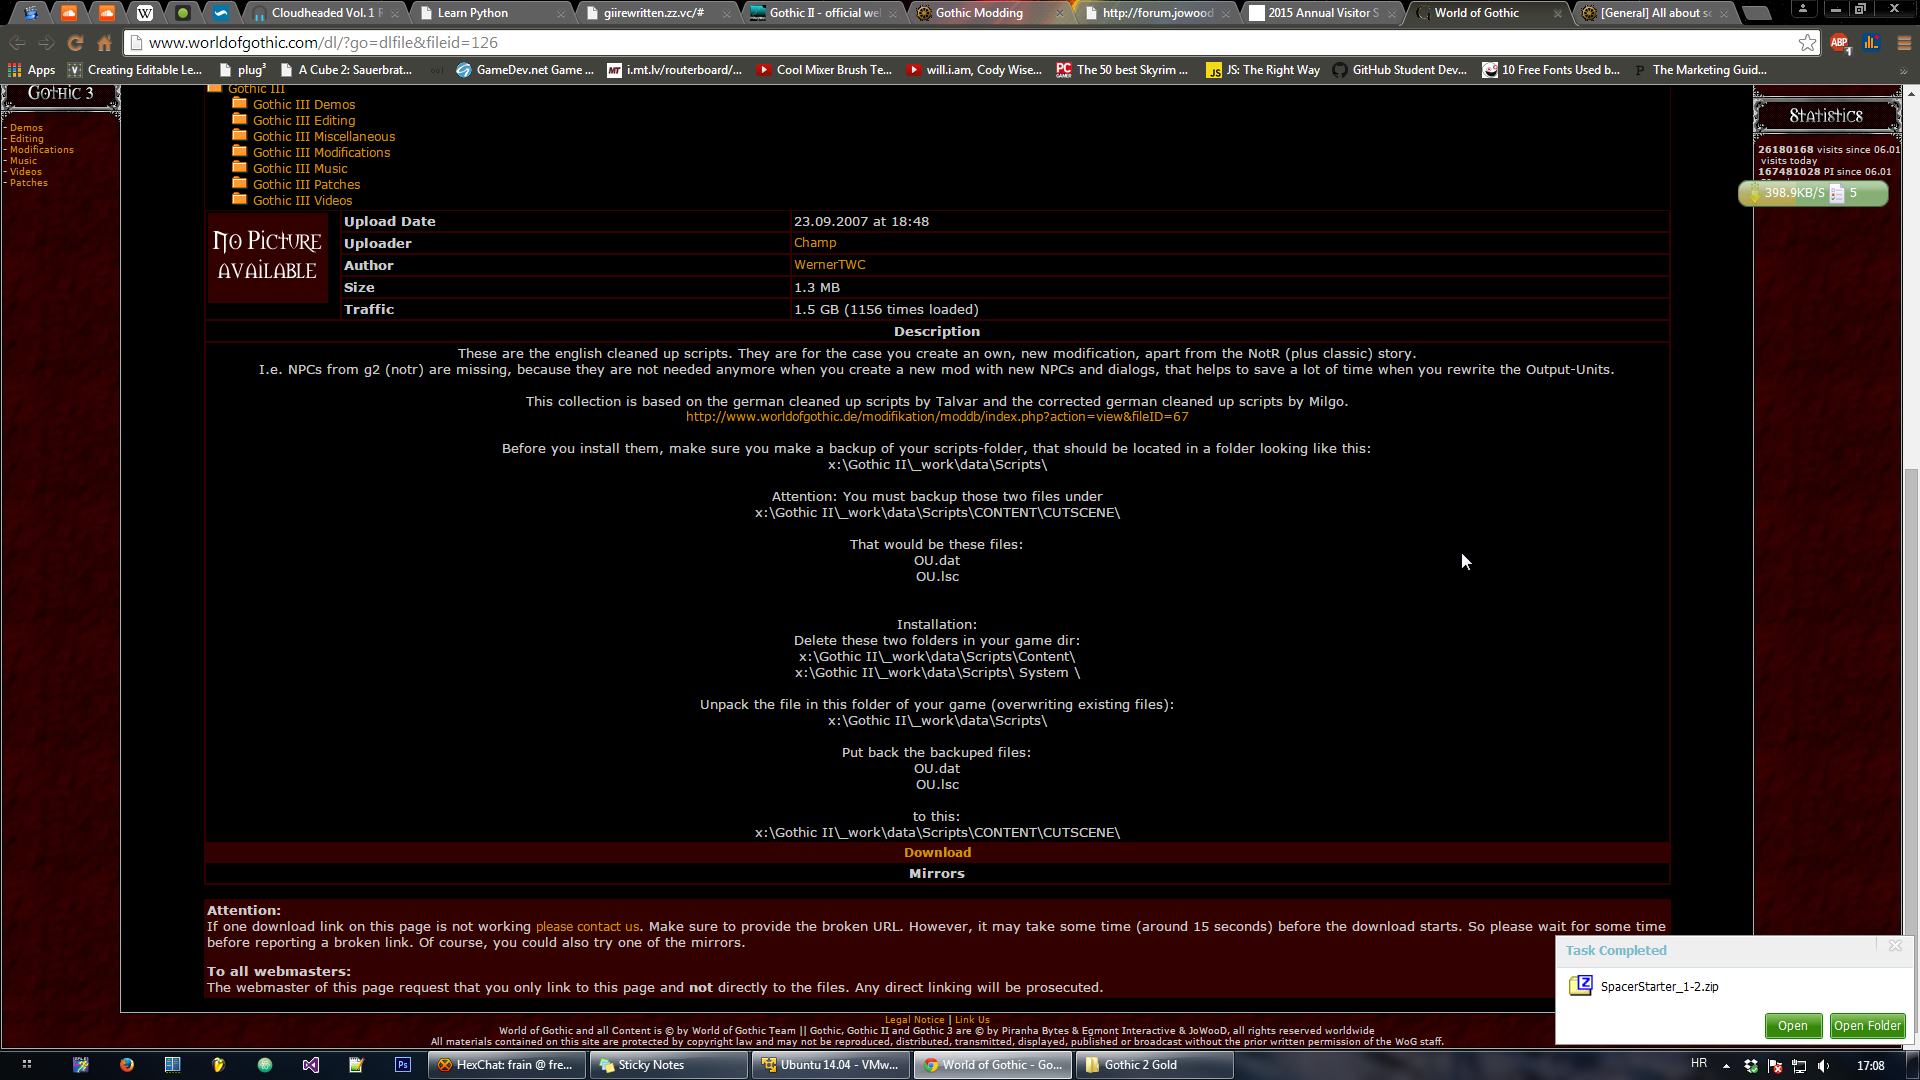 Cloudheaded Vol. 1
Learn Python
giirewritten.zz.vc/#
Gothic II - official we
Gothic Modding
http://forum.jowood
2015 Annual Visitor S
World of Gothic
[General] All about s
www.worldofgothic.com/dl/?go=dlfile&fileid=126
Apps
Creating Editable Le...
plug³
A Cube 2: Sauerbrat...
GameDev.net Game ...
i.mt.lv/routerboard/...
Cool Mixer Brush Te...
will.i.am, Cody Wise...
The 50 best Skyrim ...
JS: The Right Way
GitHub Student Dev...
10 Free Fonts Used b...
The Marketing Guid...
Gothic 3
- Demos
- Editing
- Modifications
- Music
- Videos
- Patches
Gothic III
Gothic III Demos
Gothic III Editing
Gothic III Miscellaneous
Gothic III Modifications
Gothic III Music
Gothic III Patches
Gothic III Videos
Statistics
26180168 visits since 06.01
visits today
167481028 PI since 06.01
398.9KB/S 5
No Picture
Available
Upload Date 23.09.2007 at 18:48
Uploader Champ
Author WernerTWC
Size 1.3 MB
Traffic 1.5 GB (1156 times loaded)
Description
These are the english cleaned up scripts. They are for the case you create an own, new modification, apart from the NotR (plus classic) story.
I.e. NPCs from g2 (notr) are missing, because they are not needed anymore when you create a new mod with new NPCs and dialogs, that helps to save a lot of time when you rewrite the Output-Units.
This collection is based on the german cleaned up scripts by Talvar and the corrected german cleaned up scripts by Milgo.
http://www.worldofgothic.de/modifikation/moddb/index.php?action=view&fileID=67
Before you install them, make sure you make a backup of your scripts-folder, that should be located in a folder looking like this:
x:\Gothic II\_work\data\Scripts\
Attention: You must backup those two files under
x:\Gothic II\_work\data\Scripts\CONTENT\CUTSCENE\
That would be these files:
OU.dat
OU.lsc
Installation:
Delete these two folders in your game dir:
x:\Gothic II\_work\data\Scripts\Content\
x:\Gothic II\_work\data\Scripts\ System \
Unpack the file in this folder of your game (overwriting existing files):
x:\Gothic II\_work\data\Scripts\
Put back the backuped files:
OU.dat
OU.lsc
to this:
x:\Gothic II\_work\data\Scripts\CONTENT\CUTSCENE\
Download
Mirrors
Attention:
If one download link on this page is not working please contact us. Make sure to provide the broken URL. However, it may take some time (around 15 seconds) before the download starts. So please wait for some time
before reporting a broken link. Of course, you could also try one of the mirrors.
To all webmasters:
The webmaster of this page request that you only link to this page and not directly to the files. Any direct linking will be prosecuted.
Legal Notice | Link Us
World of Gothic and all Content is © by World of Gothic Team || Gothic, Gothic II and Gothic 3 are © by Piranha Bytes & Egmont Interactive & JoWooD, all rights reserved worldwide
All materials contained on this site are protected by copyright law and may not be reproduced, distributed, transmitted, displayed, published or broadcast without the prior written permission of the WoG staff.
Task Completed
SpacerStarter_1-2.zip
Open
Open Folder
HexChat: frain @ fre...
Sticky Notes
Ubuntu 14.04 - VMw...
World of Gothic - Go...
Gothic 2 Gold
HR
17:08